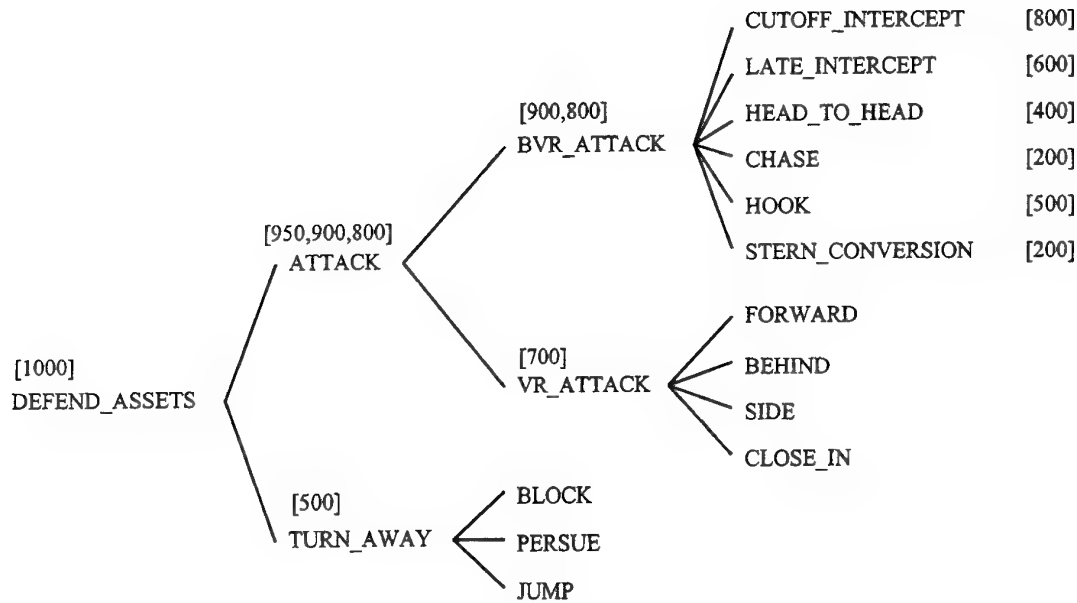 CUTOFF_INTERCEPT [800]
LATE_INTERCEPT [600]
[900,800]
HEAD_TO_HEAD [400]
BVR_ATTACK
CHASE [200]
HOOK [500]
[950,900,800]
STERN_CONVERSION [200]
ATTACK
FORWARD
[700]
[1000]
BEHIND
VR_ATTACK
DEFEND_ASSETS
SIDE
CLOSE_IN
[500]
BLOCK
TURN_AWAY
PERSUE
JUMP